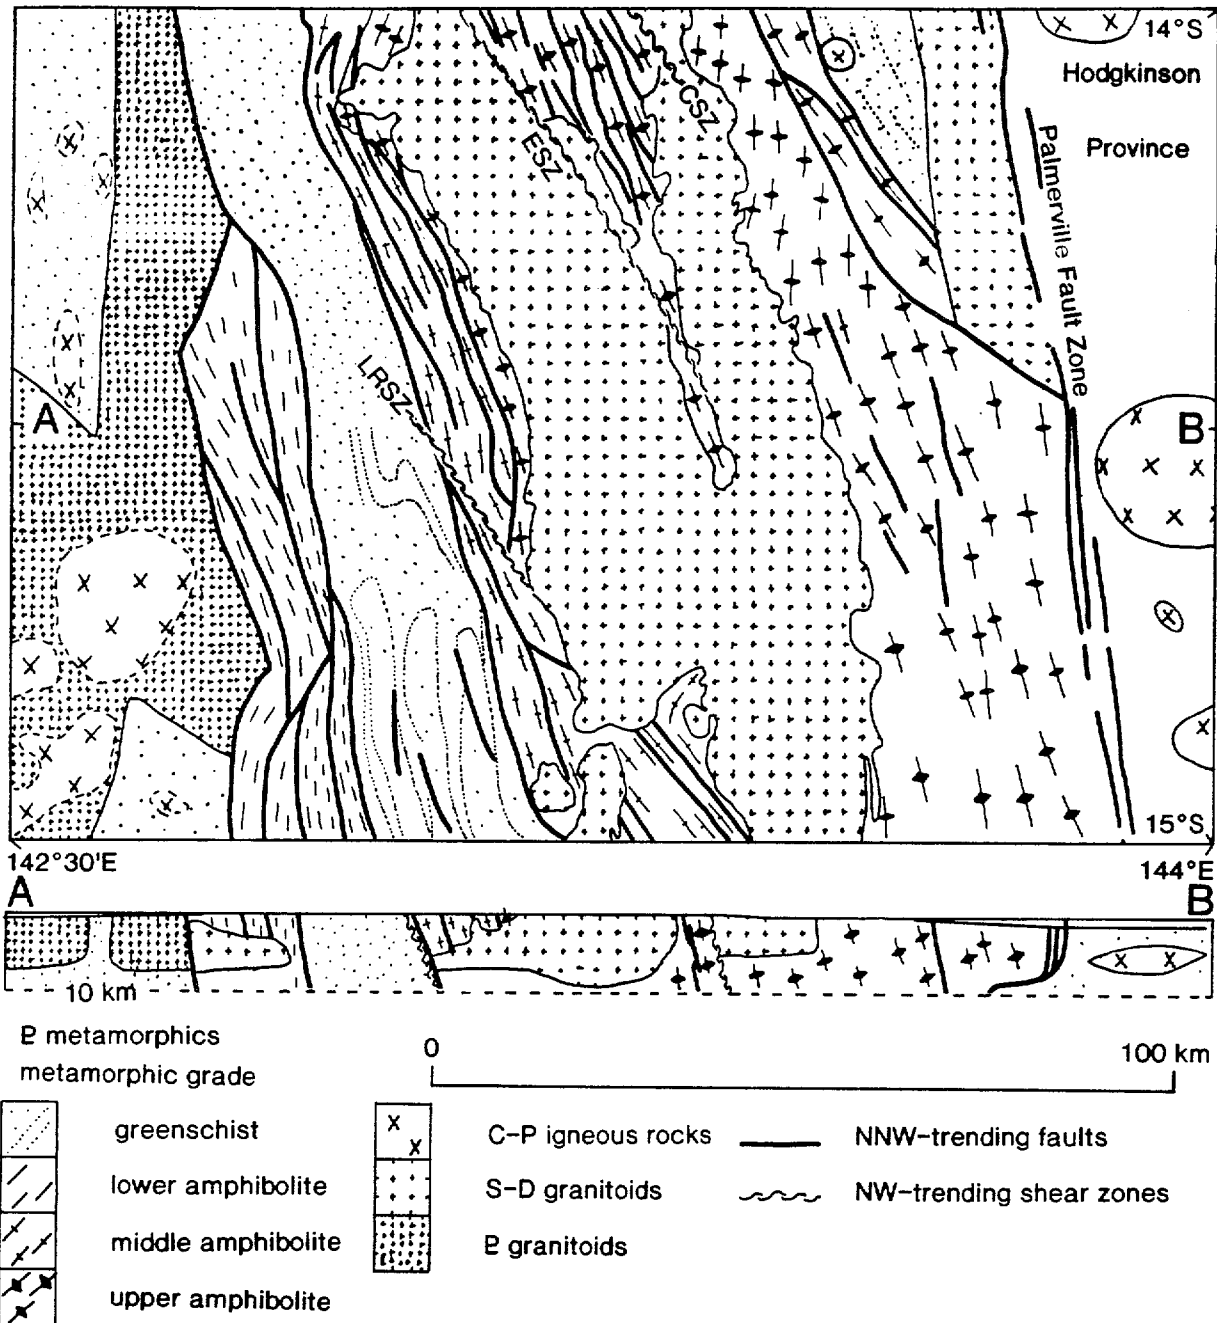 14°S
Hodgkinson
Province
Palmerville Fault Zone
CSZ
ESZ
LRSZ
A
B
15°S
142°30'E
144°E
A
B
10 km
P metamorphics
metamorphic grade
0
100 km
greenschist
lower amphibolite
middle amphibolite
upper amphibolite
C-P igneous rocks
S-D granitoids
P granitoids
NNW-trending faults
NW-trending shear zones